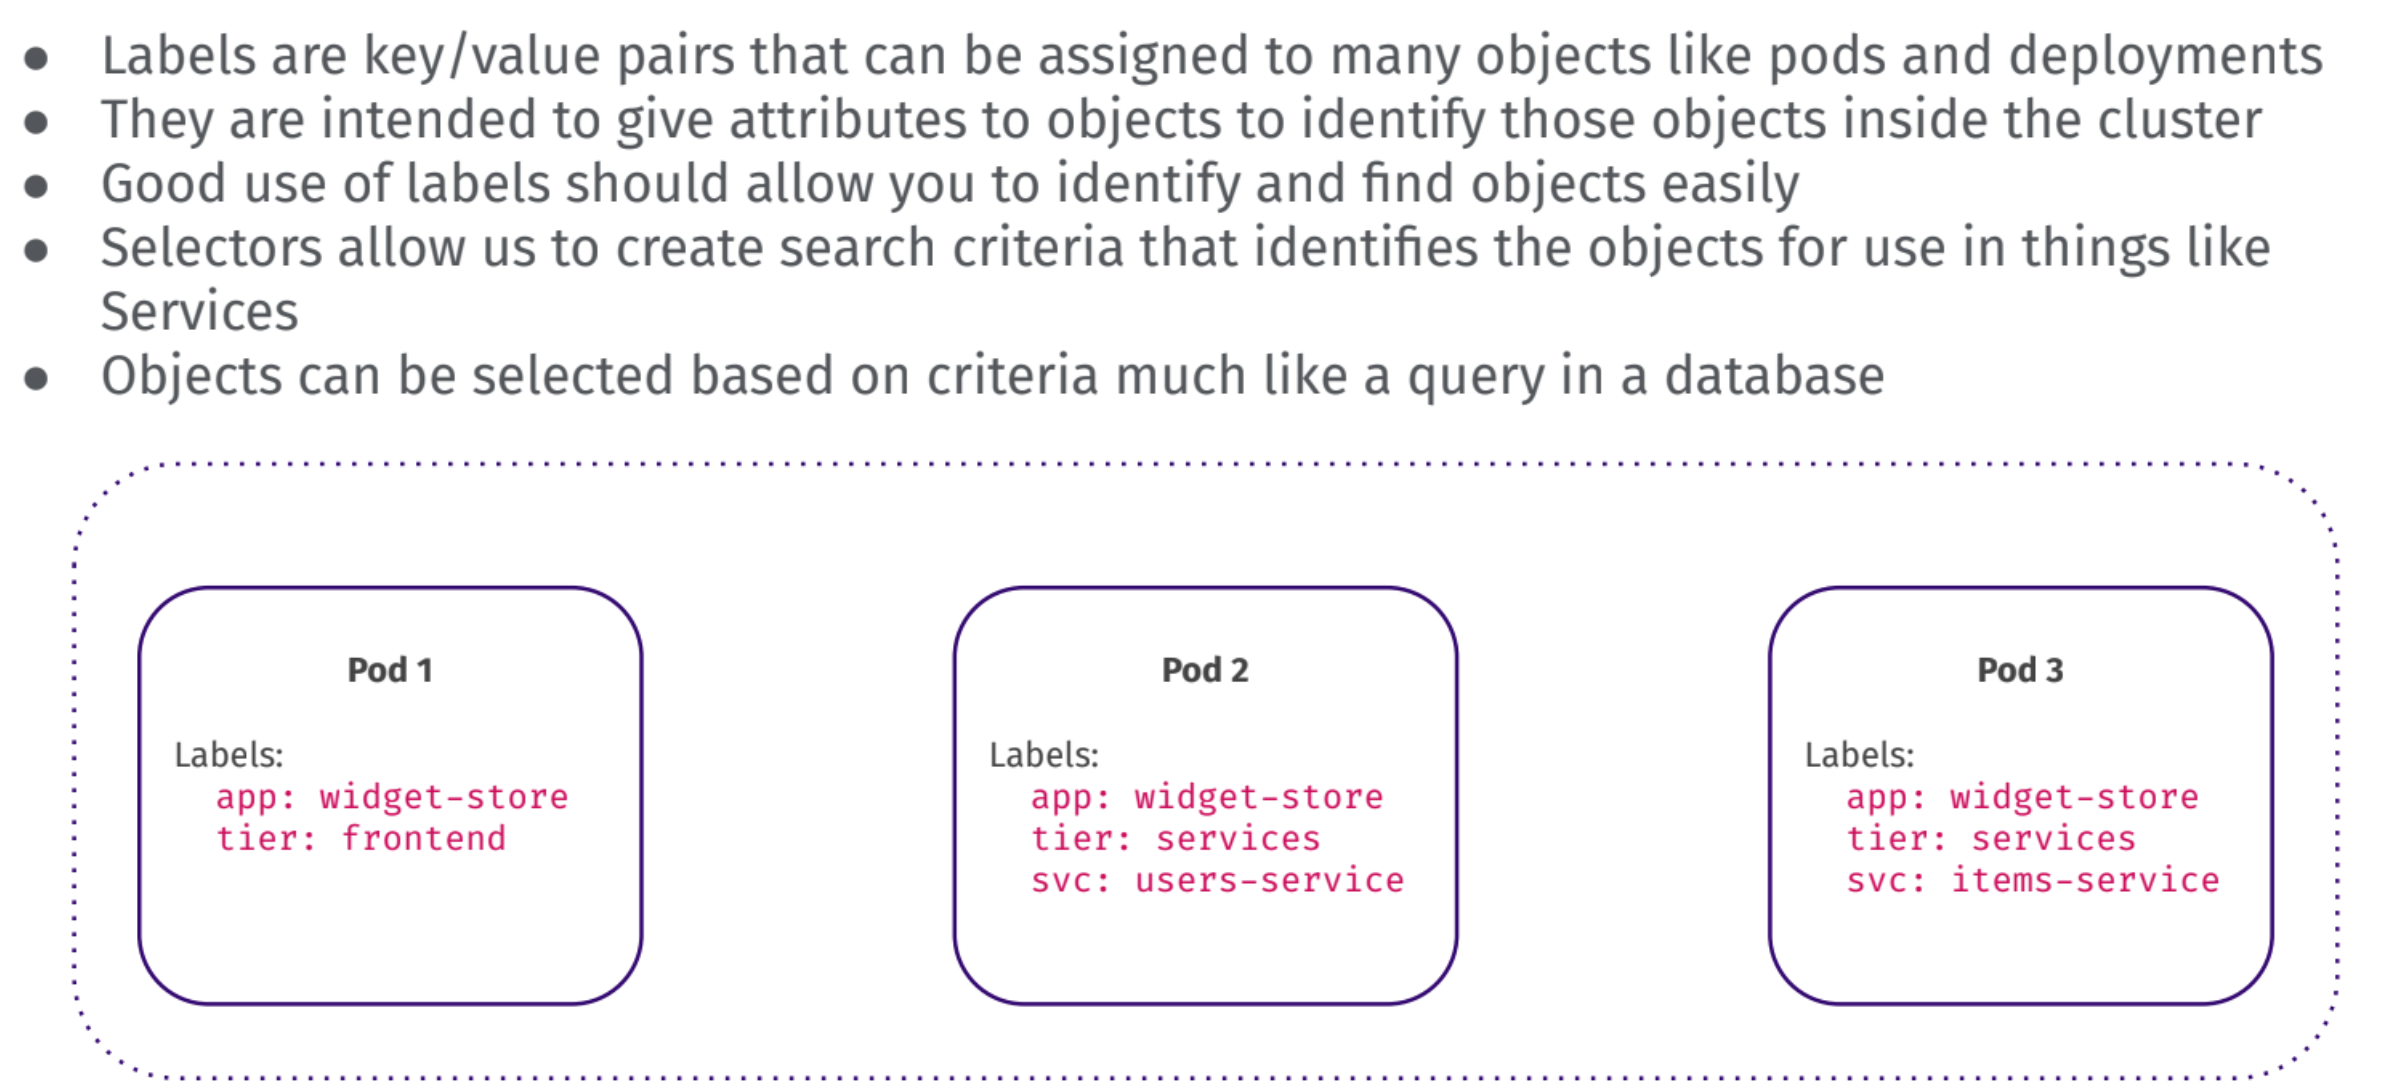 ● Labels are key/value pairs that can be assigned to many objects like pods and deployments
● They are intended to give attributes to objects to identify those objects inside the cluster
● Good use of labels should allow you to identify and find objects easily
● Selectors allow us to create search criteria that identifies the objects for use in things like
Services
● Objects can be selected based on criteria much like a query in a database
Pod 1
Labels:
app: widget-store
tier: frontend
Pod 2
Labels:
app: widget-store
tier: services
svc: users-service
Pod 3
Labels:
app: widget-store
tier: services
svc: items-service